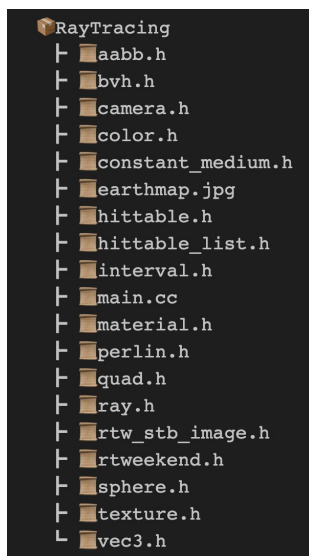 RayTracing
aabb.h
bvh.h
camera.h
color.h
constant_medium.h
earthmap.jpg
hittable.h
hittable_list.h
interval.h
main.cc
material.h
perlin.h
quad.h
ray.h
rtw_stb_image.h
rtweekend.h
sphere.h
texture.h
vec3.h